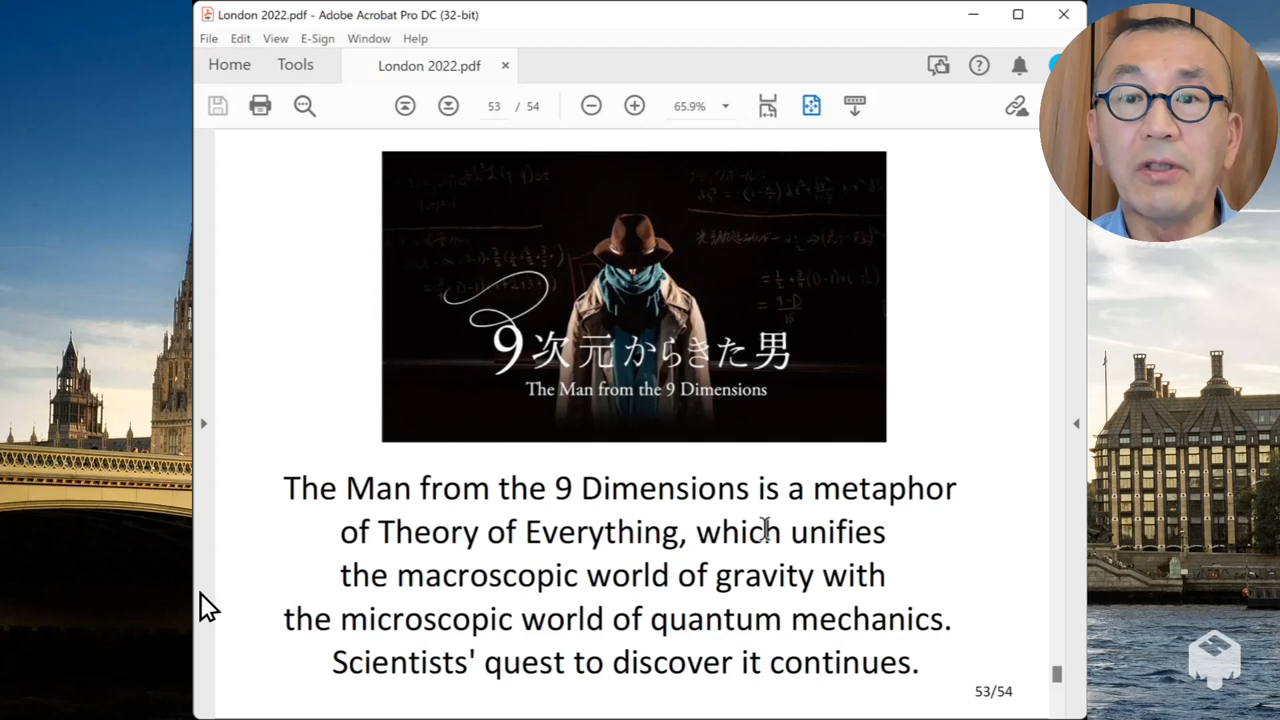 London 2022.pdf - Adobe Acrobat Pro DC (32-bit)
File Edit View E-Sign Window Help
Home Tools London 2022.pdf
53 / 54 65.9%
9次元からきた男
The Man from the 9 Dimensions
The Man from the 9 Dimensions is a metaphor
of Theory of Everything, which unifies
the macroscopic world of gravity with
the microscopic world of quantum mechanics.
Scientists' quest to discover it continues.
53/54